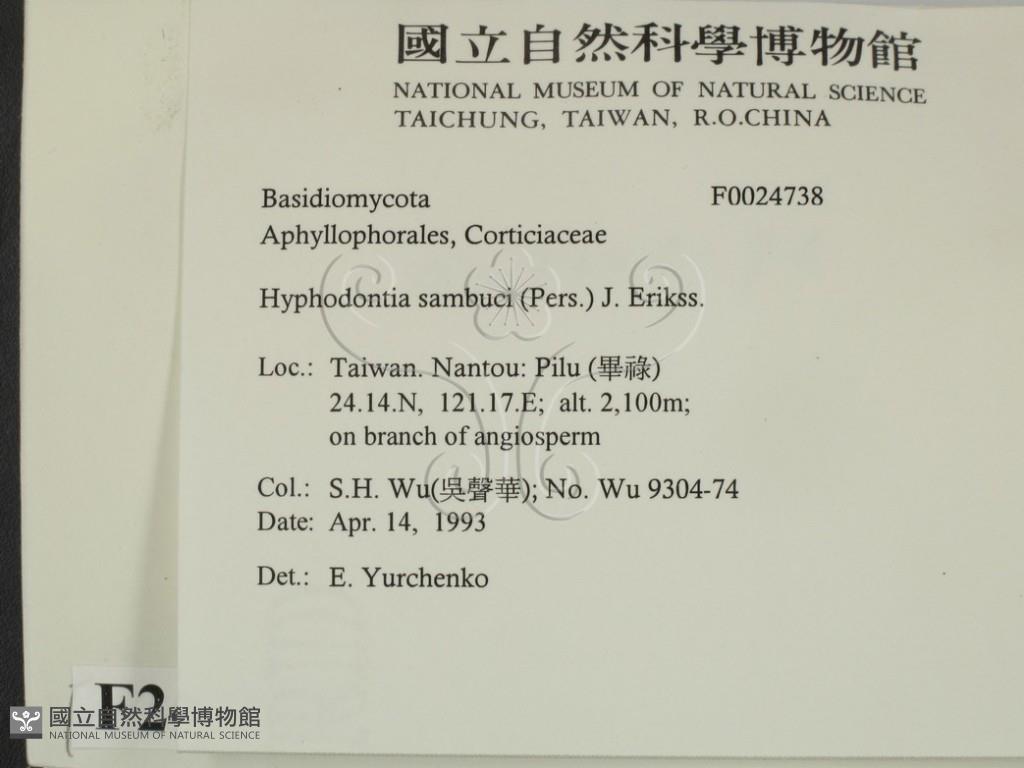 國立自然科學博物館
NATIONAL MUSEUM OF NATURAL SCIENCE
TAICHUNG, TAIWAN, R.O.CHINA
Basidiomycota F0024738
Aphyllophorales, Corticiaceae
Hyphodontia sambuci (Pers.) J. Erikss.
Loc.: Taiwan. Nantou: Pilu (畢祿)
24.14.N, 121.17.E; alt. 2,100m;
on branch of angiosperm
Col.: S.H. Wu(吳聲華); No. Wu 9304-74
Date: Apr. 14, 1993
Det.: E. Yurchenko
F2
國立自然科學博物館
NATIONAL MUSEUM OF NATURAL SCIENCE